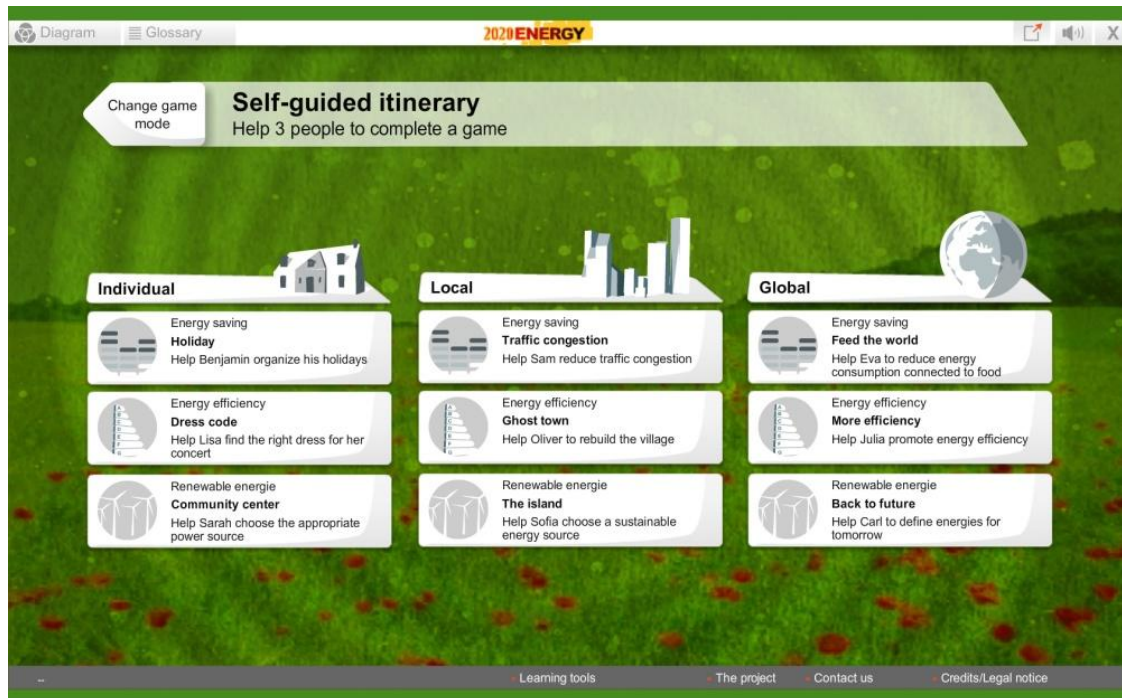 Diagram
Glossary
2020ENERGY
X
Change game
mode
Self-guided itinerary
Help 3 people to complete a game
Individual
Energy saving
Holiday
Help Benjamin organize his holidays
Energy efficiency
Dress code
Help Lisa find the right dress for her
concert
Renewable energie
Community center
Help Sarah choose the appropriate
power source
Local
Energy saving
Traffic congestion
Help Sam reduce traffic congestion
Energy efficiency
Ghost town
Help Oliver to rebuild the village
Renewable energie
The island
Help Sofia choose a sustainable
energy source
Global
Energy saving
Feed the world
Help Eva to reduce energy
consumption connected to food
Energy efficiency
More efficiency
Help Julia promote energy efficiency
Renewable energie
Back to future
Help Carl to define energies for
tomorrow
Learning tools
The project
Contact us
Credits/Legal notice